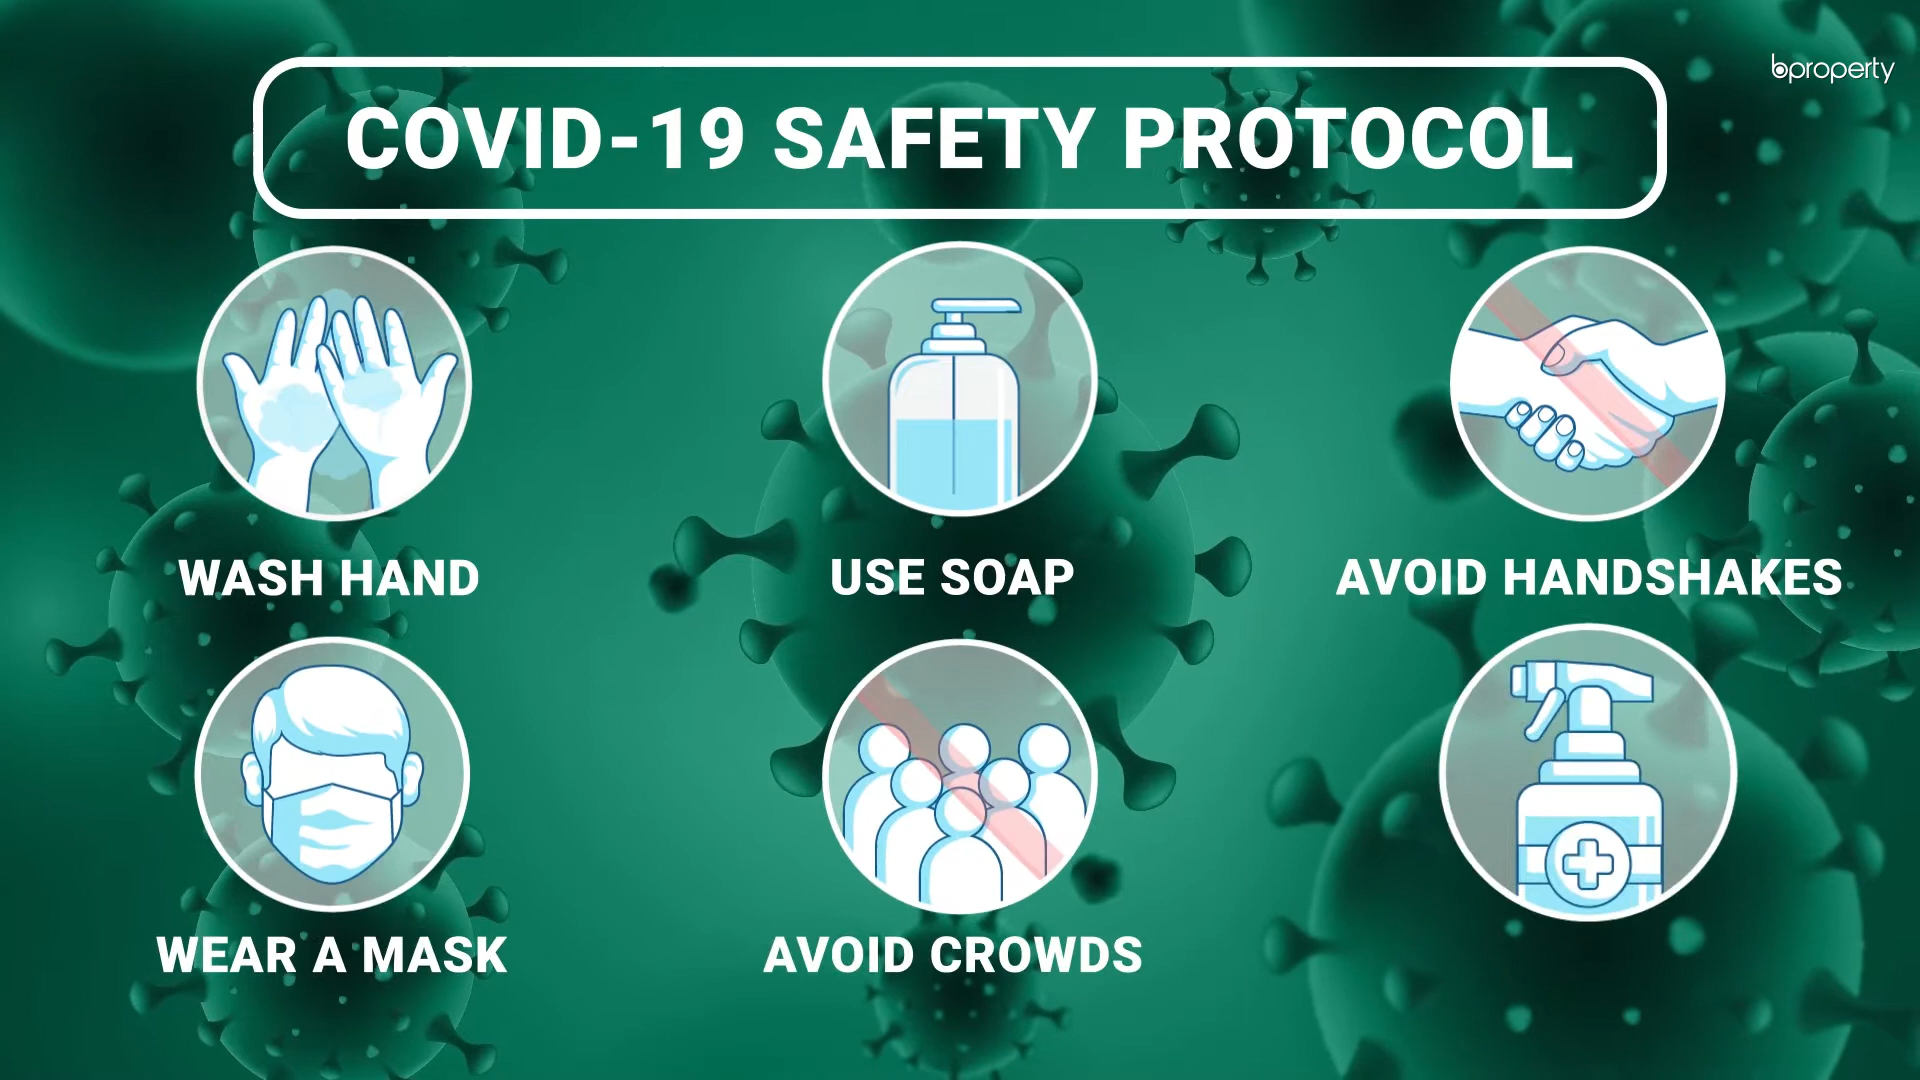 bproperty
COVID-19 SAFETY PROTOCOL
WASH HAND
USE SOAP
AVOID HANDSHAKES
WEAR A MASK
AVOID CROWDS